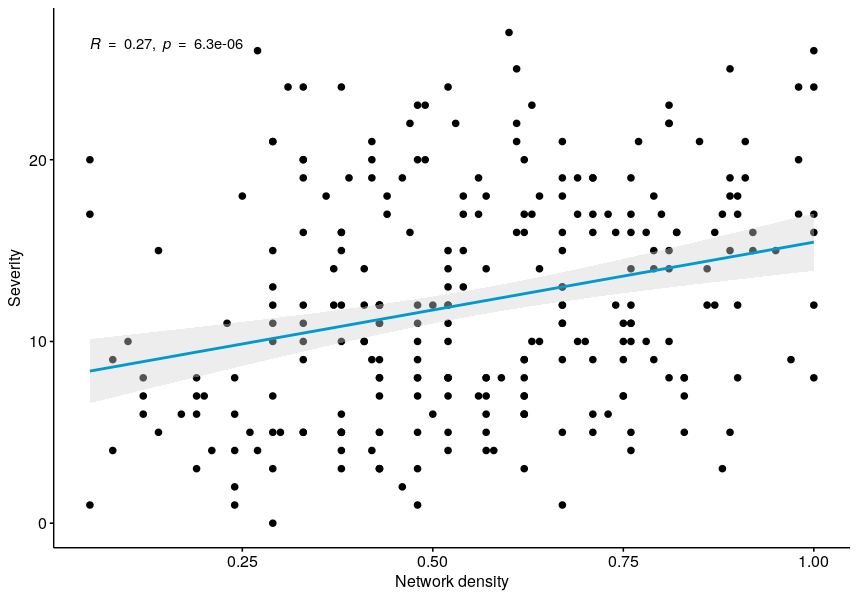 R = 0.27, p = 6.3e-06
Severity
20
10
0
0.25 0.50 0.75 1.00
Network density